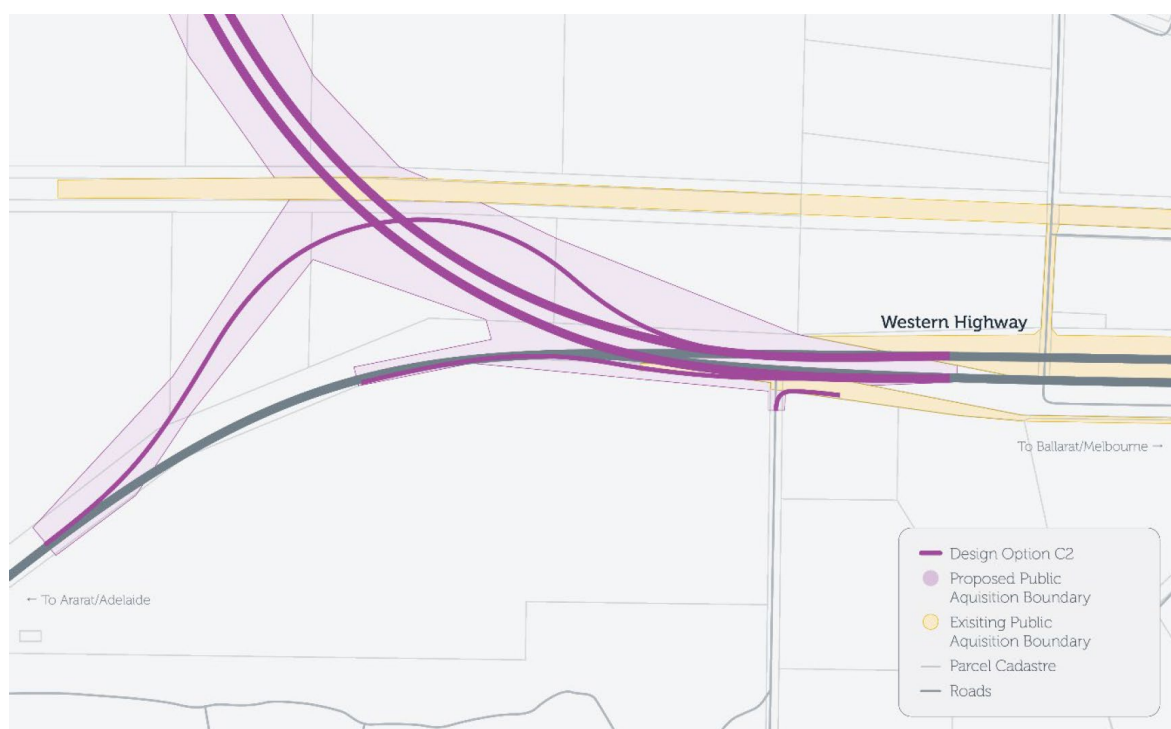 Western Highway
To Ballarat/Melbourne →
← To Ararat/Adelaide
Design Option C2
Proposed Public
Aquisition Boundary
Exisiting Public
Aquisition Boundary
Parcel Cadastre
Roads